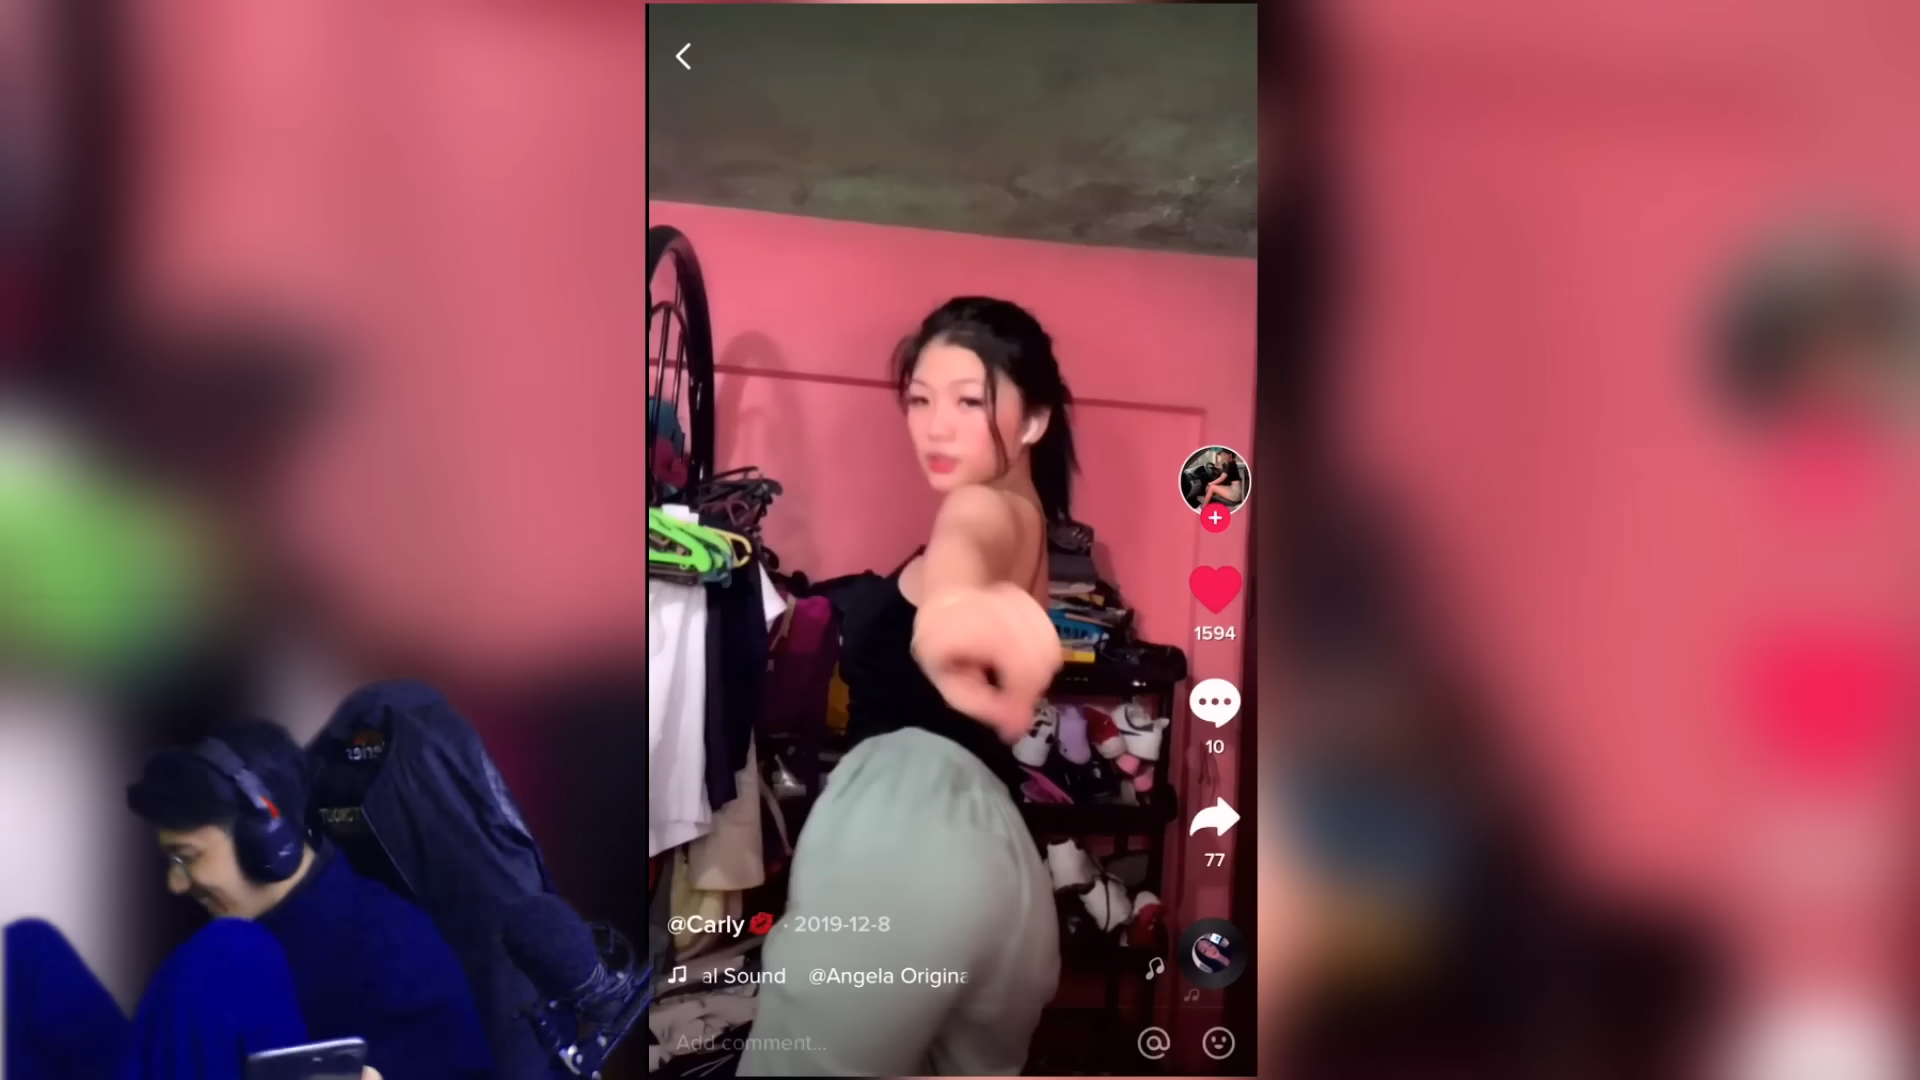 1594
10
77
@Carly💋 · 2019-12-8
al Sound @Angela Origina
Add comment...